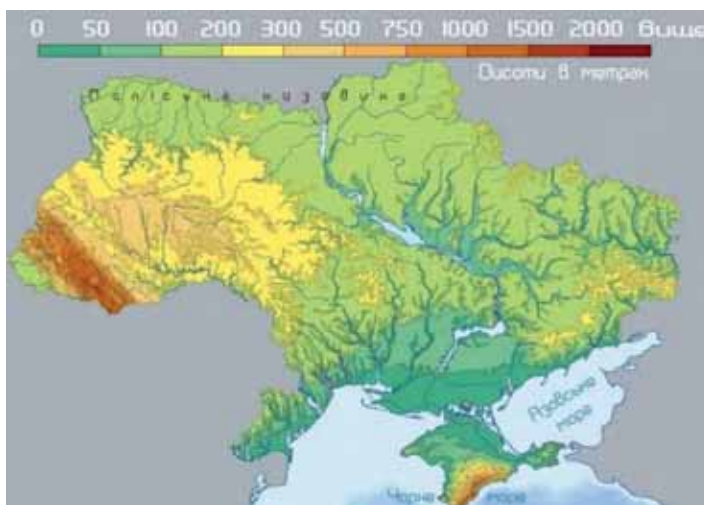 0 50 100 200 300 500 750 1000 1500 2000 Вище
Висоти в метрах
Поліська низовина
Азовське
море
Чорне море